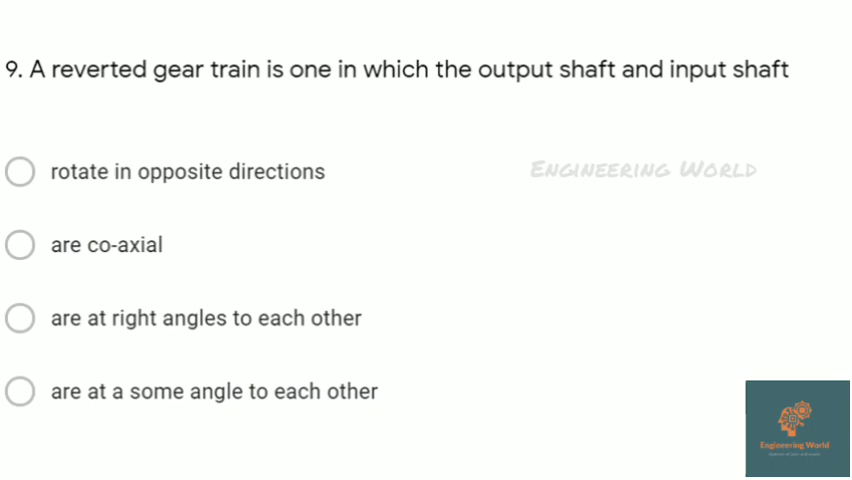 9. A reverted gear train is one in which the output shaft and input shaft
rotate in opposite directions
ENGINEERING WORLD
are co-axial
are at right angles to each other
are at a some angle to each other
Engineering World